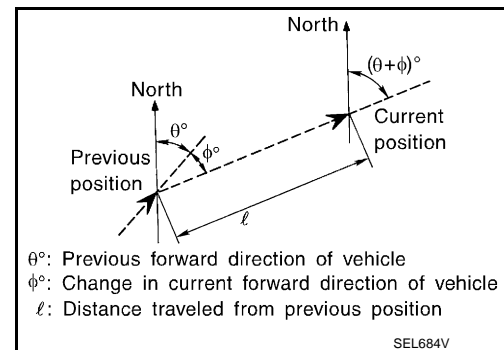 North
(θ+ϕ)°
North
θ°
ϕ°
Current
position
Previous
position
ℓ
θ°: Previous forward direction of vehicle
ϕ°: Change in current forward direction of vehicle
ℓ: Distance traveled from previous position
SEL684V